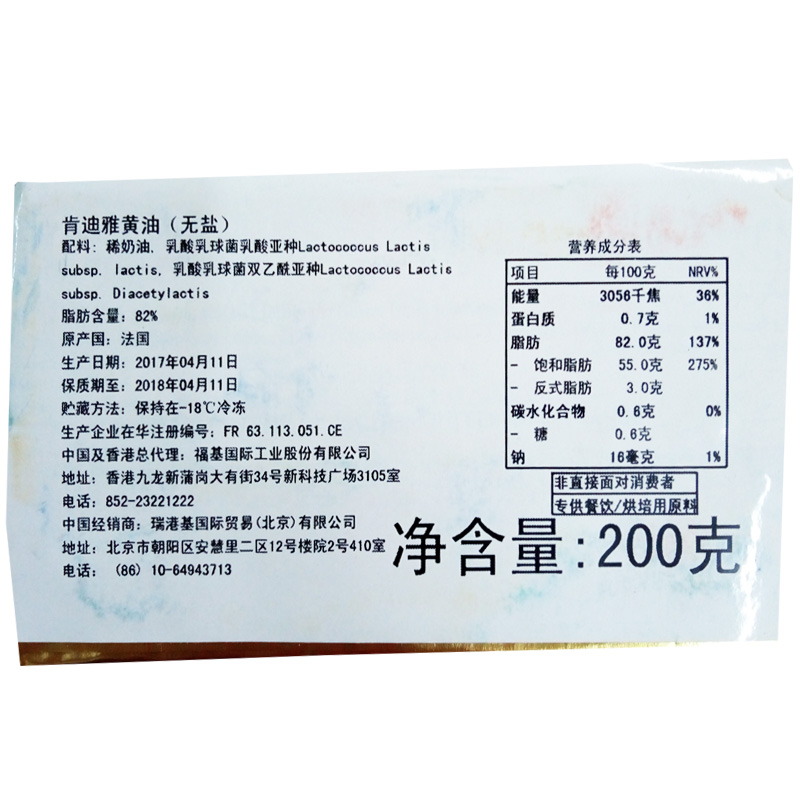 肯迪雅黄油（无盐）
配料: 稀奶油, 乳酸乳球菌乳酸亚种Lactococcus Lactis
subsp. lactis, 乳酸乳球菌双乙酰亚种Lactococcus Lactis
subsp. Diacetylactis
脂肪含量: 82%
原产国: 法国
生产日期: 2017年04月11日
保质期至: 2018年04月11日
贮藏方法: 保持在-18℃冷冻
生产企业在华注册编号: FR 63.113.051.CE
中国及香港总代理: 福基国际工业股份有限公司
地址: 香港九龙新蒲岗大有街34号新科技广场3105室
电话: 852-23221222
中国经销商: 瑞港基国际贸易(北京)有限公司
地址: 北京市朝阳区安慧里二区12号楼院2号410室
电话: (86) 10-64943713
营养成分表
项目 每100克 NRV%
能量 3056千焦 36%
蛋白质 0.7克 1%
脂肪 82.0克 137%
- 饱和脂肪 55.0克 275%
- 反式脂肪 3.0克
碳水化合物 0.6克 0%
- 糖 0.6克
钠 16毫克 1%
非直接面对消费者
专供餐饮/烘培用原料
净含量:200克